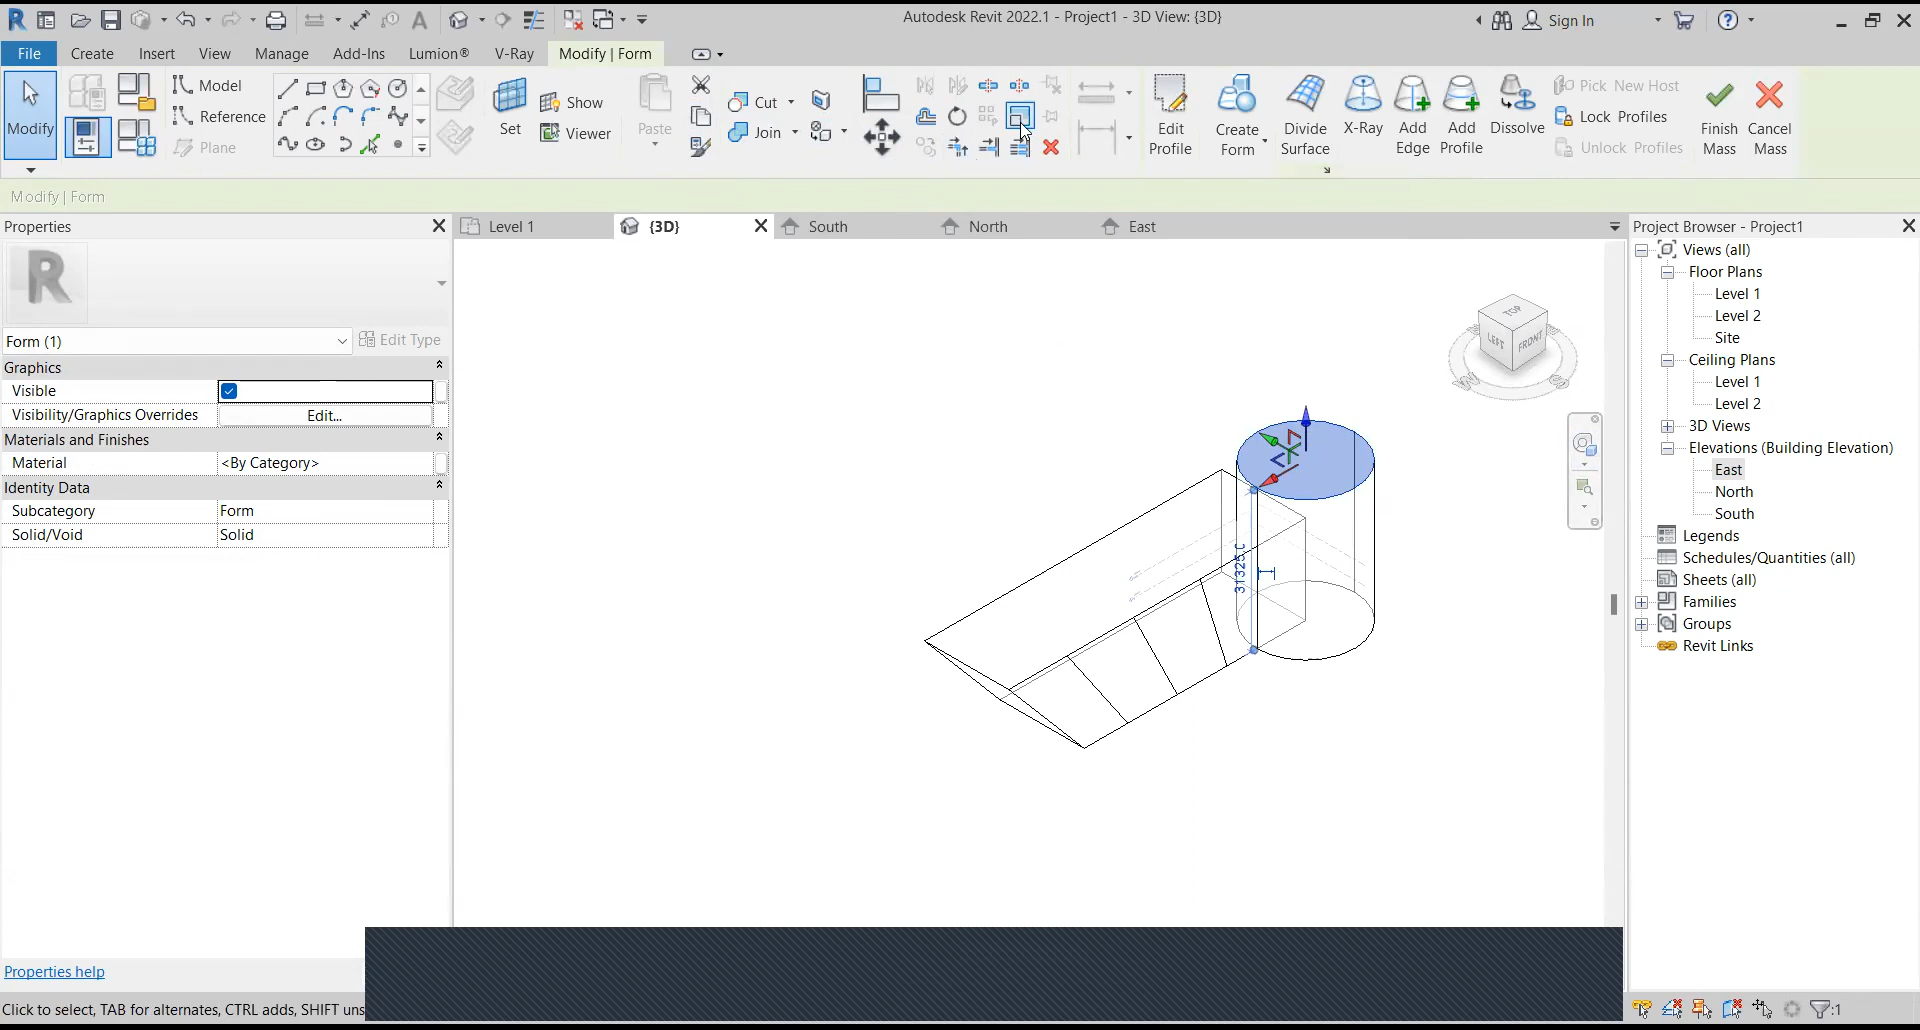 Autodesk Revit 2022.1 - Project1 - 3D View: {3D}
Sign In
File
Create
Insert
View
Manage
Add-Ins
Lumion®
V-Ray
Modify | Form
Modify
Model
Reference
Plane
Set
Show
Viewer
Paste
Cut
Join
Edit
Profile
Create
Form
Divide
Surface
X-Ray
Add
Edge
Add
Profile
Dissolve
Pick New Host
Lock Profiles
Unlock Profiles
Finish
Mass
Cancel
Mass
Modify | Form
Properties
Level 1
{3D}
South
North
East
Project Browser - Project1
Form (1)
Edit Type
Graphics
Visible
Visibility/Graphics Overrides
Edit...
Materials and Finishes
Material
<By Category>
Identity Data
Subcategory
Form
Solid/Void
Solid
TOP
LEFT
FRONT
W
S
31325.0
Views (all)
Floor Plans
Level 1
Level 2
Site
Ceiling Plans
Level 1
Level 2
3D Views
Elevations (Building Elevation)
East
North
South
Legends
Schedules/Quantities (all)
Sheets (all)
Families
Groups
Revit Links
Properties help
Click to select, TAB for alternates, CTRL adds, SHIFT uns
:1